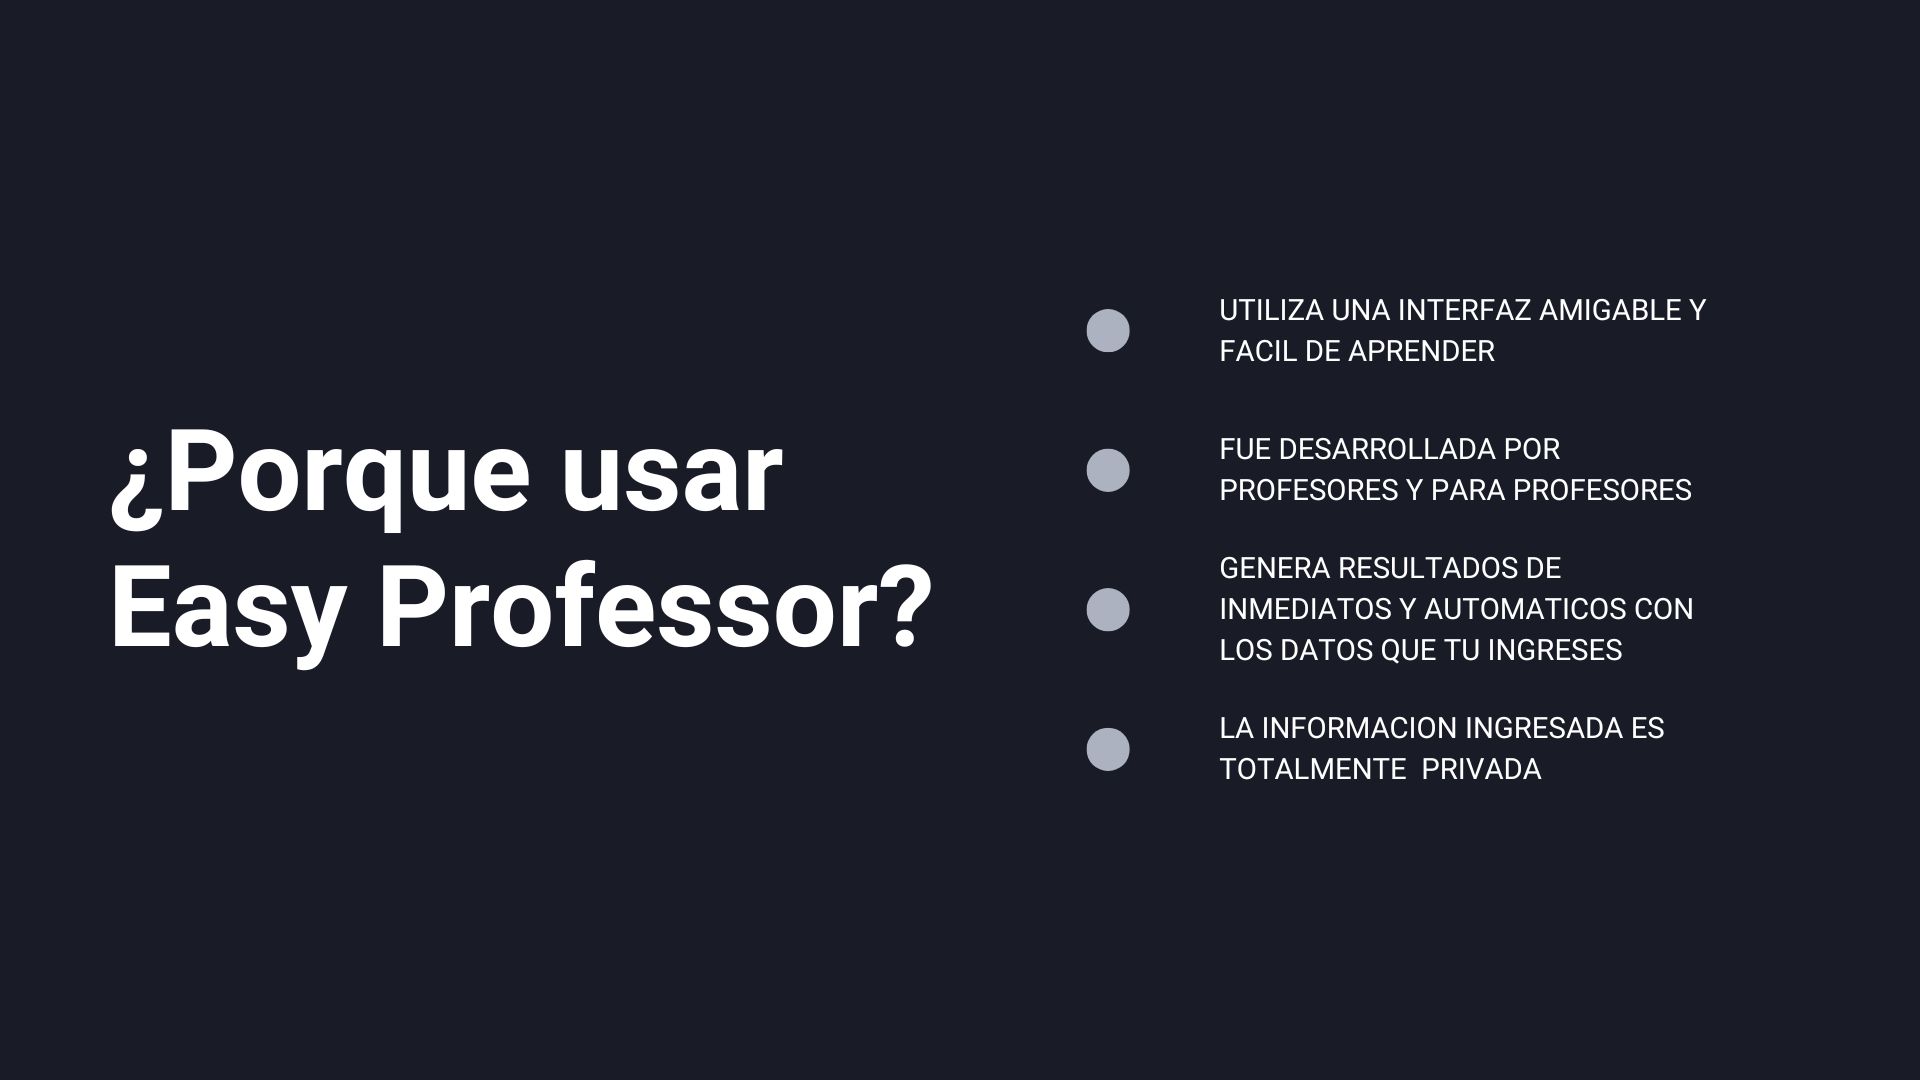 ¿Porque usar
Easy Professor?
UTILIZA UNA INTERFAZ AMIGABLE Y
FACIL DE APRENDER
FUE DESARROLLADA POR
PROFESORES Y PARA PROFESORES
GENERA RESULTADOS DE
INMEDIATOS Y AUTOMATICOS CON
LOS DATOS QUE TU INGRESES
LA INFORMACION INGRESADA ES
TOTALMENTE  PRIVADA